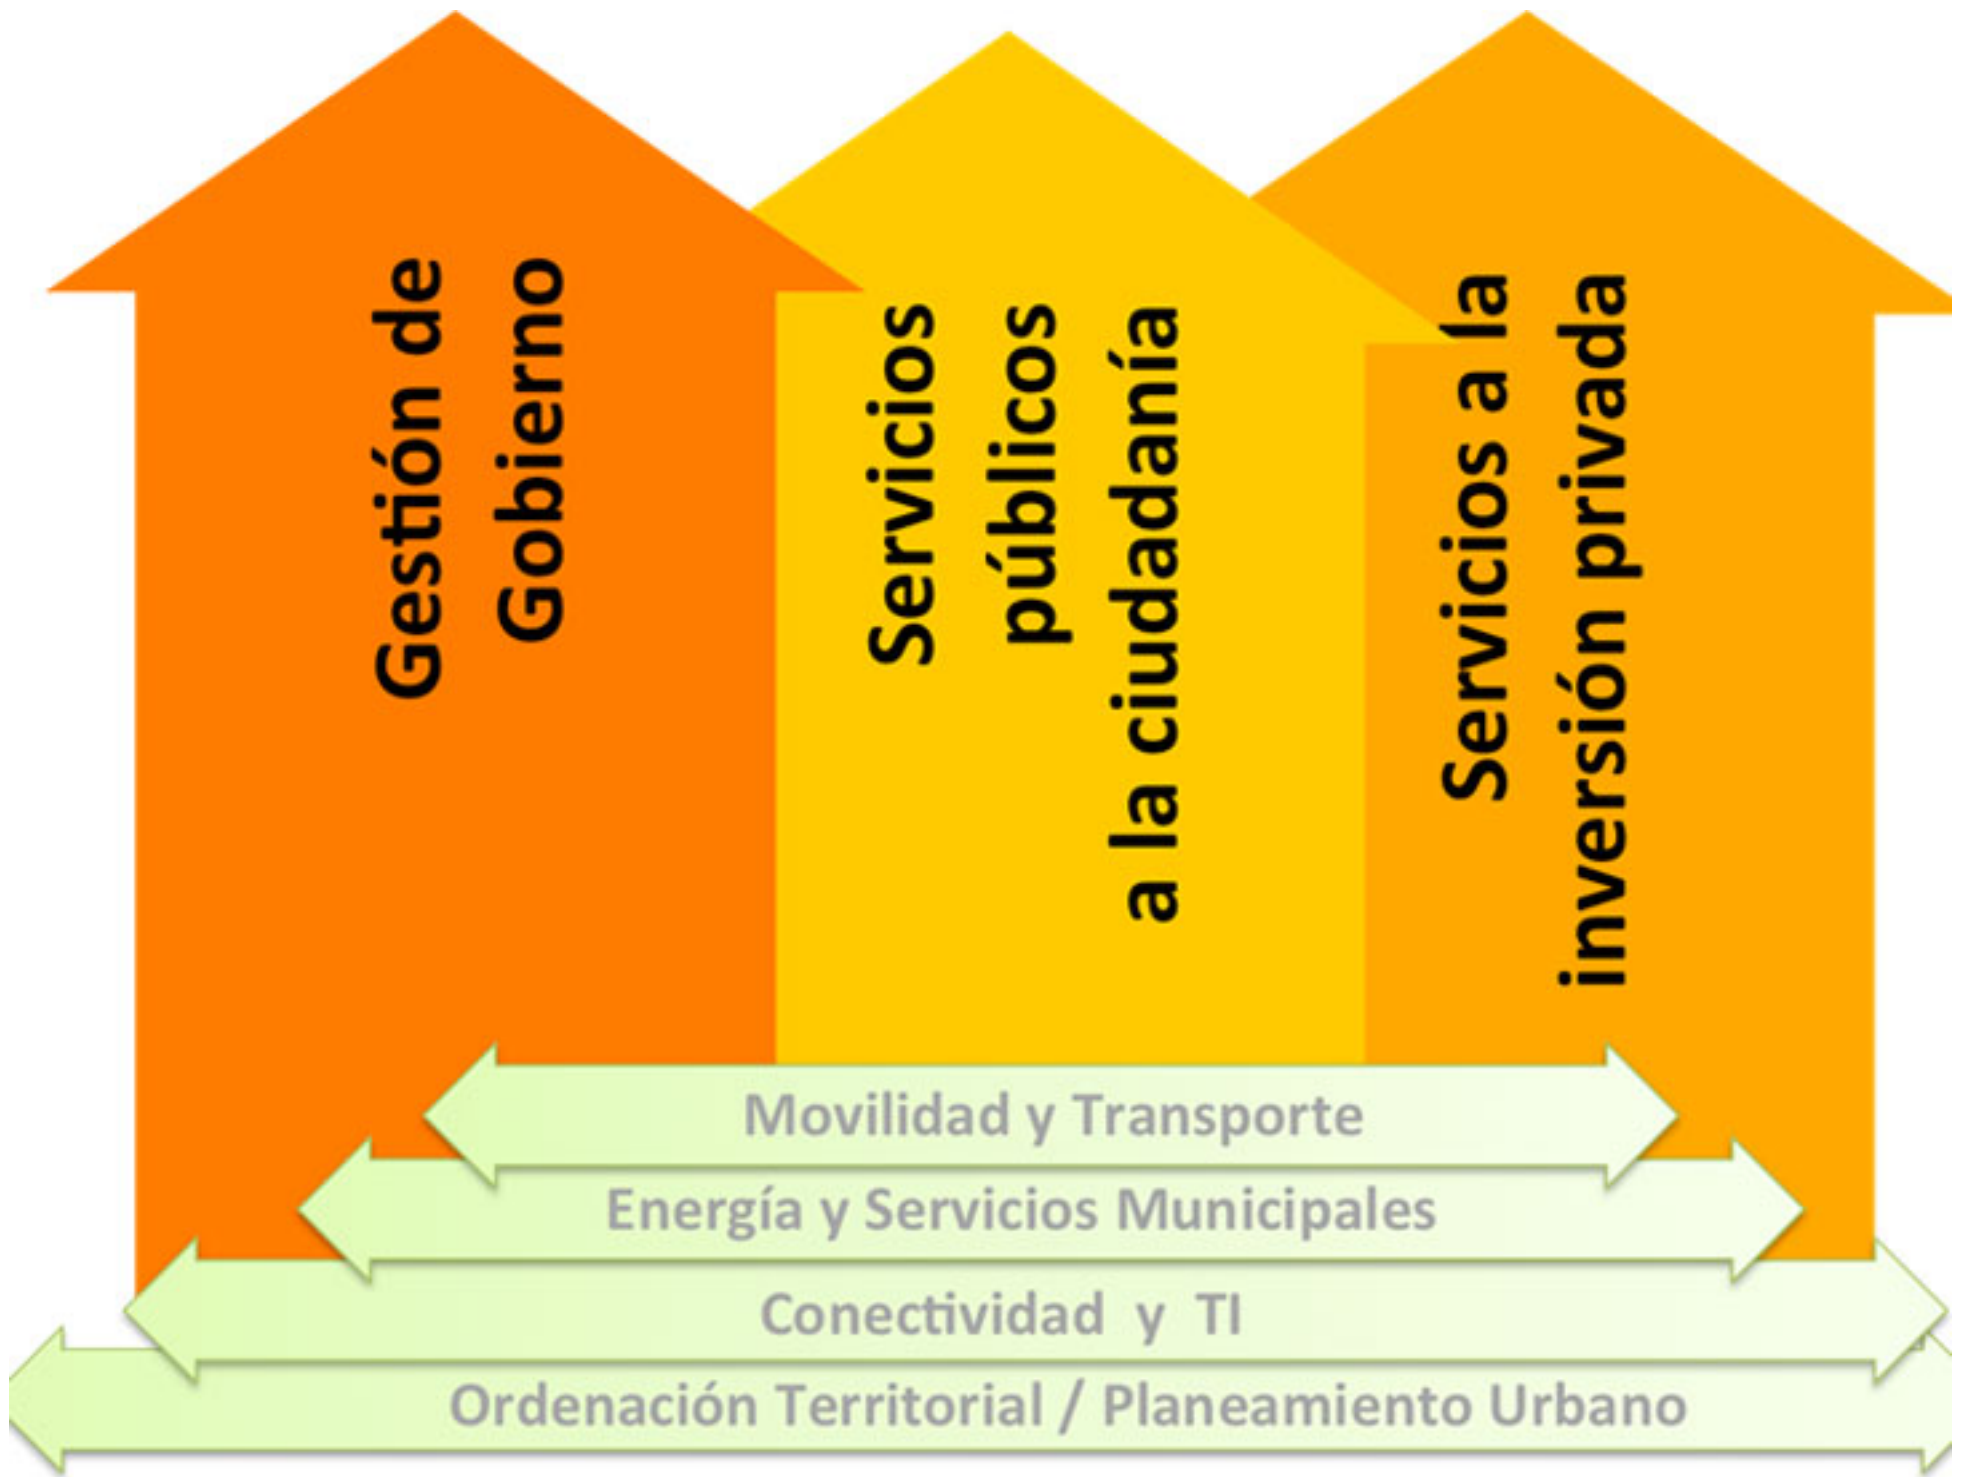 Gestión de
Gobierno
Servicios
públicos
a la ciudadanía
Servicios a la
inversión privada
Movilidad y Transporte
Energía y Servicios Municipales
Conectividad y TI
Ordenación Territorial / Planeamiento Urbano